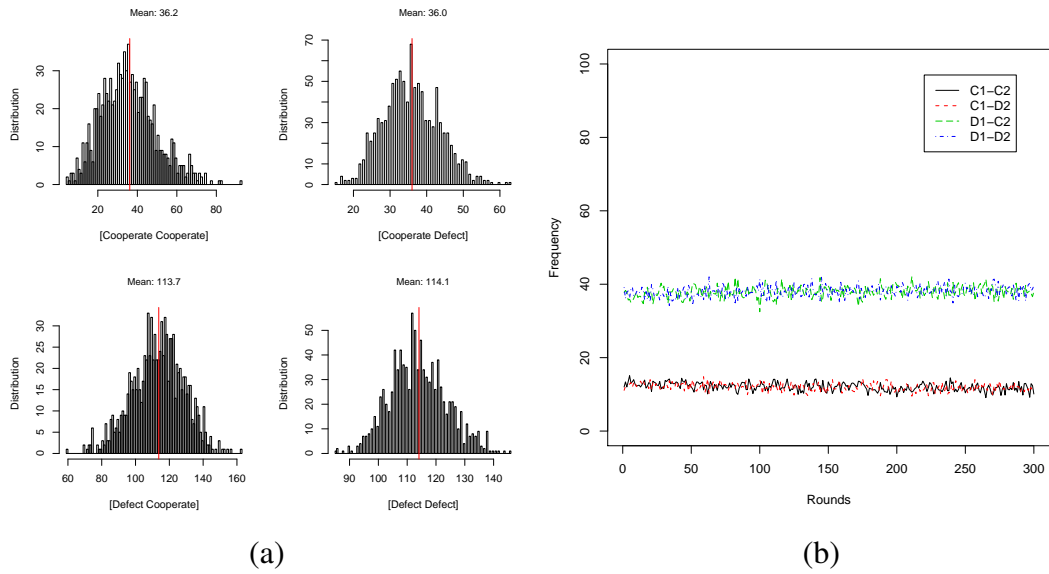 Mean: 36.2
Distribution
0 10 20 30
20 40 60 80
[Cooperate Cooperate]
Mean: 36.0
Distribution
0 10 20 30 40 50 70
20 30 40 50 60
[Cooperate Defect]
Mean: 113.7
Distribution
0 5 10 15 20 25 30
60 80 100 120 140 160
[Defect Cooperate]
Mean: 114.1
Distribution
0 10 20 30 40 50
90 100 110 120 130 140
[Defect Defect]
(a)
Frequency
0 20 40 60 80 100
C1−C2
C1−D2
D1−C2
D1−D2
0 50 100 150 200 250 300
Rounds
(b)